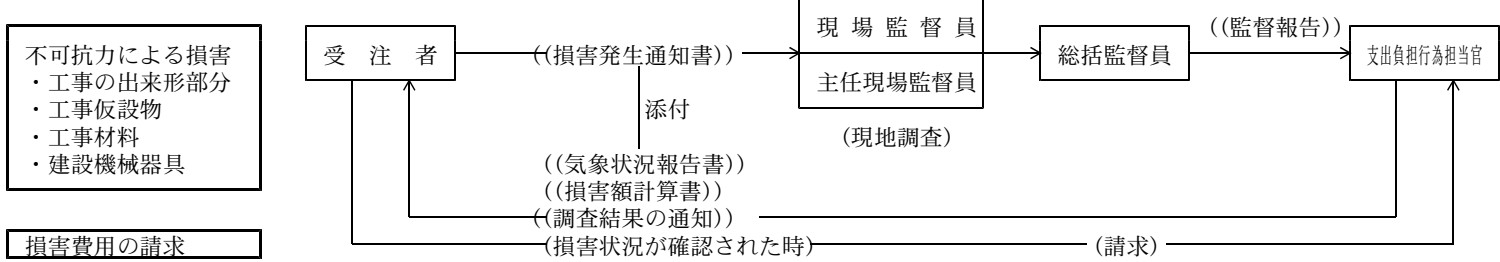 不可抗力による損害
・工事の出来形部分
・工事仮設物
・工事材料
・建設機械器具
損害費用の請求
受 注 者
((損害発生通知書))
添付
((気象状況報告書))
((損害額計算書))
((調査結果の通知))
(損害状況が確認された時)
(請求)
現 場 監 督 員
主任現場監督員
(現地調査)
総括監督員
((監督報告))
支出負担行為担当官